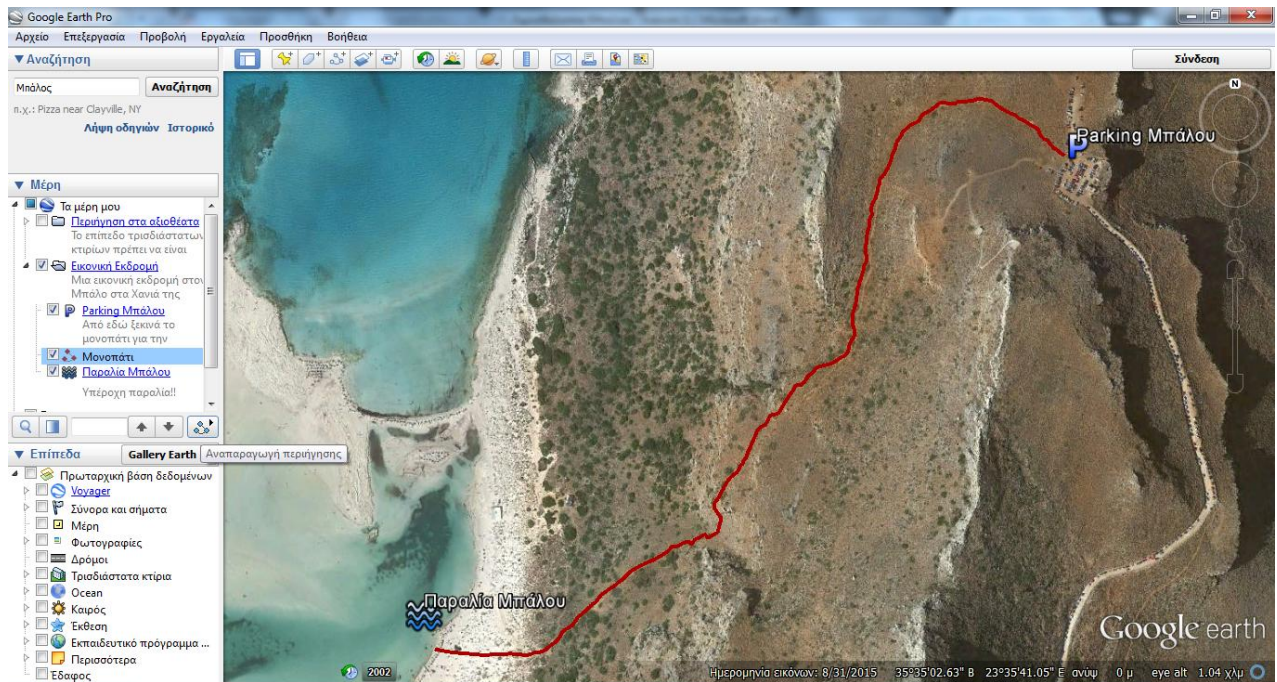 Google Earth Pro
Αρχείο Επεξεργασία Προβολή Εργαλεία Προσθήκη Βοήθεια
▼ Αναζήτηση
Μπάλος Αναζήτηση
π.χ.: Pizza near Clayville, NY
Λήψη οδηγιών Ιστορικό
▼ Μέρη
Τα μέρη μου
Περιήγηση στα αξιοθέατα
Το επίπεδο τρισδιάστατων
κτιρίων πρέπει να είναι
Εικονική Εκδρομή
Μια εικονική εκδρομή στον
Μπάλο στα Χανιά της
Parking Μπάλου
Από εδώ ξεκινά το
μονοπάτι για την
Μονοπάτι
Παραλία Μπάλου
Υπέροχη παραλία!!
▼ Επίπεδα Gallery Earth
Αναπαραγωγή περιήγησης
Πρωταρχική βάση δεδομένων
Voyager
Σύνορα και σήματα
Μέρη
Φωτογραφίες
Δρόμοι
Τρισδιάστατα κτίρια
Ocean
Καιρός
Έκθεση
Εκπαιδευτικό πρόγραμμα ...
Περισσότερα
Έδαφος
Σύνδεση
N
Parking Μπάλου
Παραλία Μπάλου
Google earth
2002
Ημερομηνία εικόνων: 8/31/2015 35°35'02.63" Β 23°35'41.05" Ε ανύψ 0 μ eye alt 1.04 χλμ